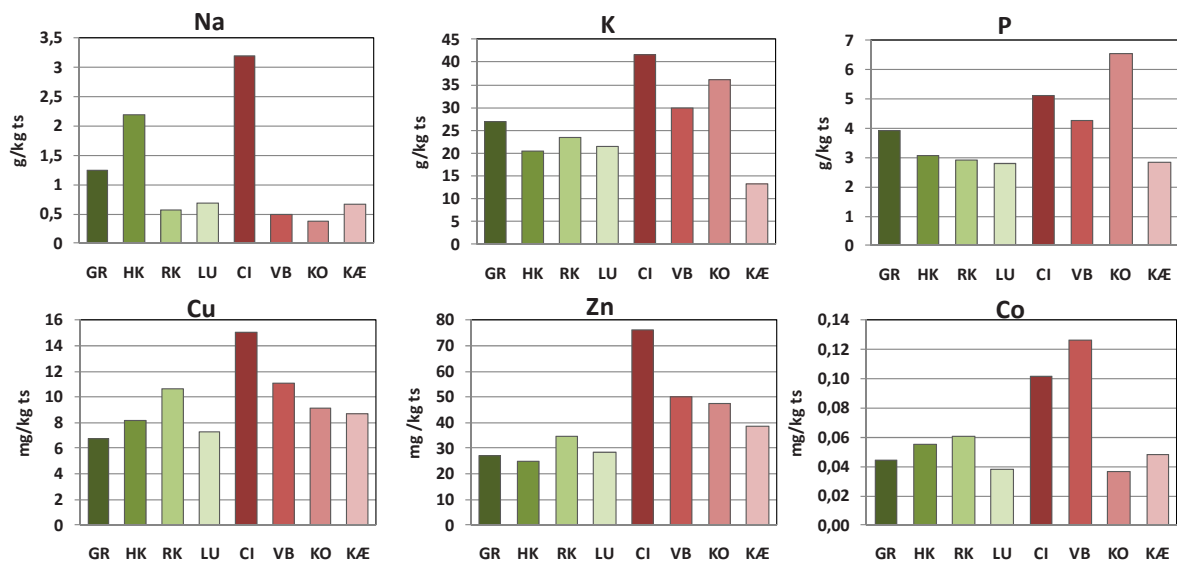 Na
3,5
3
2,5
2
1,5
1
0,5
0
g/kg ts
GR HK RK LU CI VB KO KÆ
K
45
40
35
30
25
20
15
10
5
0
g/kg ts
GR HK RK LU CI VB KO KÆ
P
7
6
5
4
3
2
1
0
g/kg ts
GR HK RK LU CI VB KO KÆ
Cu
16
14
12
10
8
6
4
2
0
mg/kg ts
GR HK RK LU CI VB KO KÆ
Zn
80
70
60
50
40
30
20
10
0
mg /kg ts
GR HK RK LU CI VB KO KÆ
Co
0,14
0,12
0,10
0,08
0,06
0,04
0,02
0,00
mg/kg ts
GR HK RK LU CI VB KO KÆ